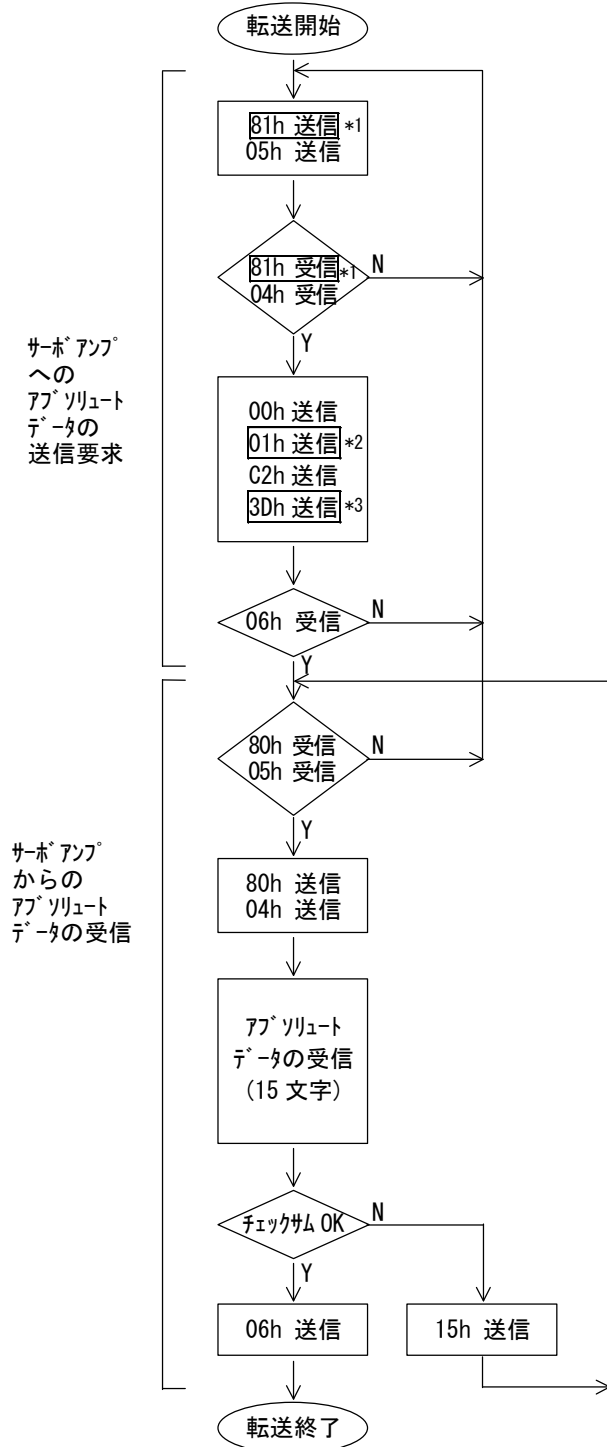 転送開始
81h 送信 *1
05h 送信
81h 受信 *1
04h 受信
N
Y
サーボアンプ
への
アブソリュート
データの
送信要求
00h 送信
01h 送信 *2
C2h 送信
3Dh 送信 *3
06h 受信
N
Y
80h 受信
05h 受信
N
Y
サーボアンプ
からの
アブソリュート
データの受信
80h 送信
04h 送信
アブソリュート
データの受信
(15 文字)
チェックサム OK
N
Y
06h 送信
15h 送信
転送終了